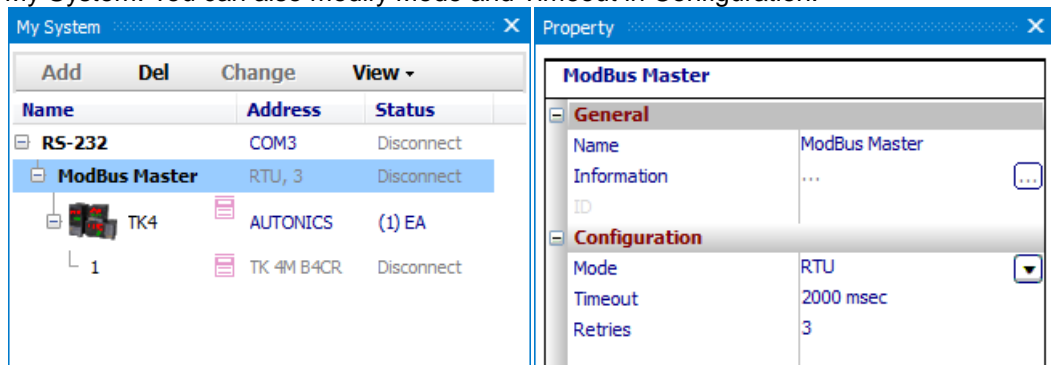 My System. You can also modify Mode and Timeout in Configuration.
My System
Add Del Change View
Name Address Status
RS-232 COM3 Disconnect
ModBus Master RTU, 3 Disconnect
TK4 AUTONICS (1) EA
1 TK 4M B4CR Disconnect
Property
ModBus Master
General
Name ModBus Master
Information ... ...
ID
Configuration
Mode RTU
Timeout 2000 msec
Retries 3